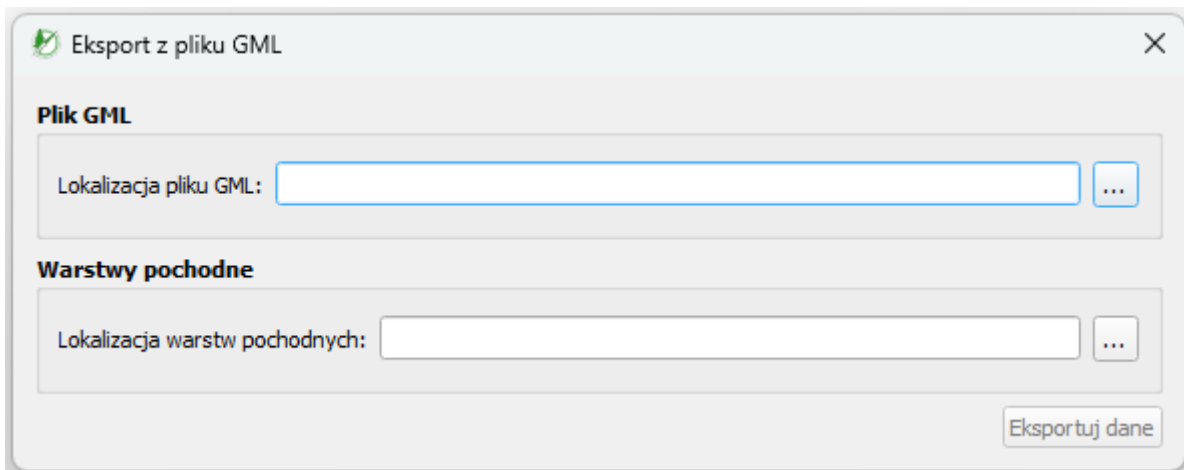 Eksport z pliku GML
Plik GML
Lokalizacja pliku GML:
...
Warstwy pochodne
Lokalizacja warstw pochodnych:
...
Eksportuj dane